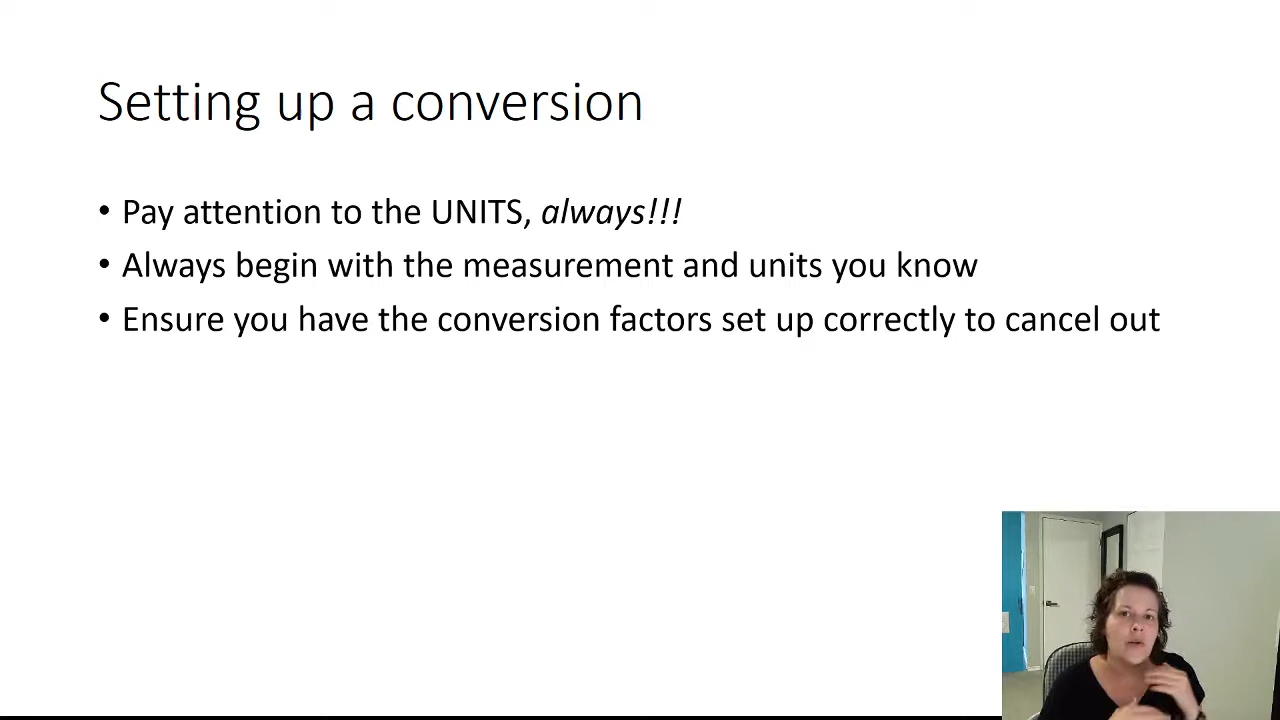 Setting up a conversion
• Pay attention to the UNITS, always!!!
• Always begin with the measurement and units you know
• Ensure you have the conversion factors set up correctly to cancel out